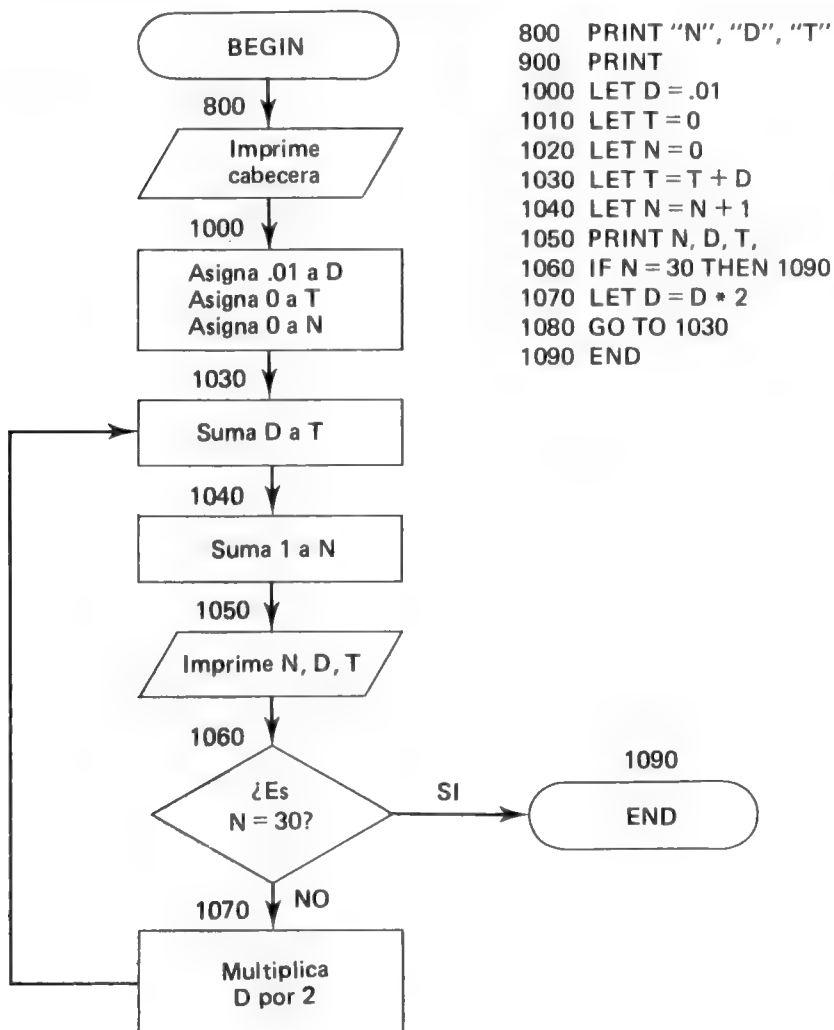 BEGIN
800
Imprime
cabecera
1000
Asigna .01 a D
Asigna 0 a T
Asigna 0 a N
1030
Suma D a T
1040
Suma 1 a N
1050
Imprime N, D, T
1060
¿Es
N = 30?
SI
1090
END
NO
1070
Multiplica
D por 2
800 PRINT “N”, “D”, “T”
900 PRINT
1000 LET D = .01
1010 LET T = 0
1020 LET N = 0
1030 LET T = T + D
1040 LET N = N + 1
1050 PRINT N, D, T,
1060 IF N = 30 THEN 1090
1070 LET D = D * 2
1080 GO TO 1030
1090 END